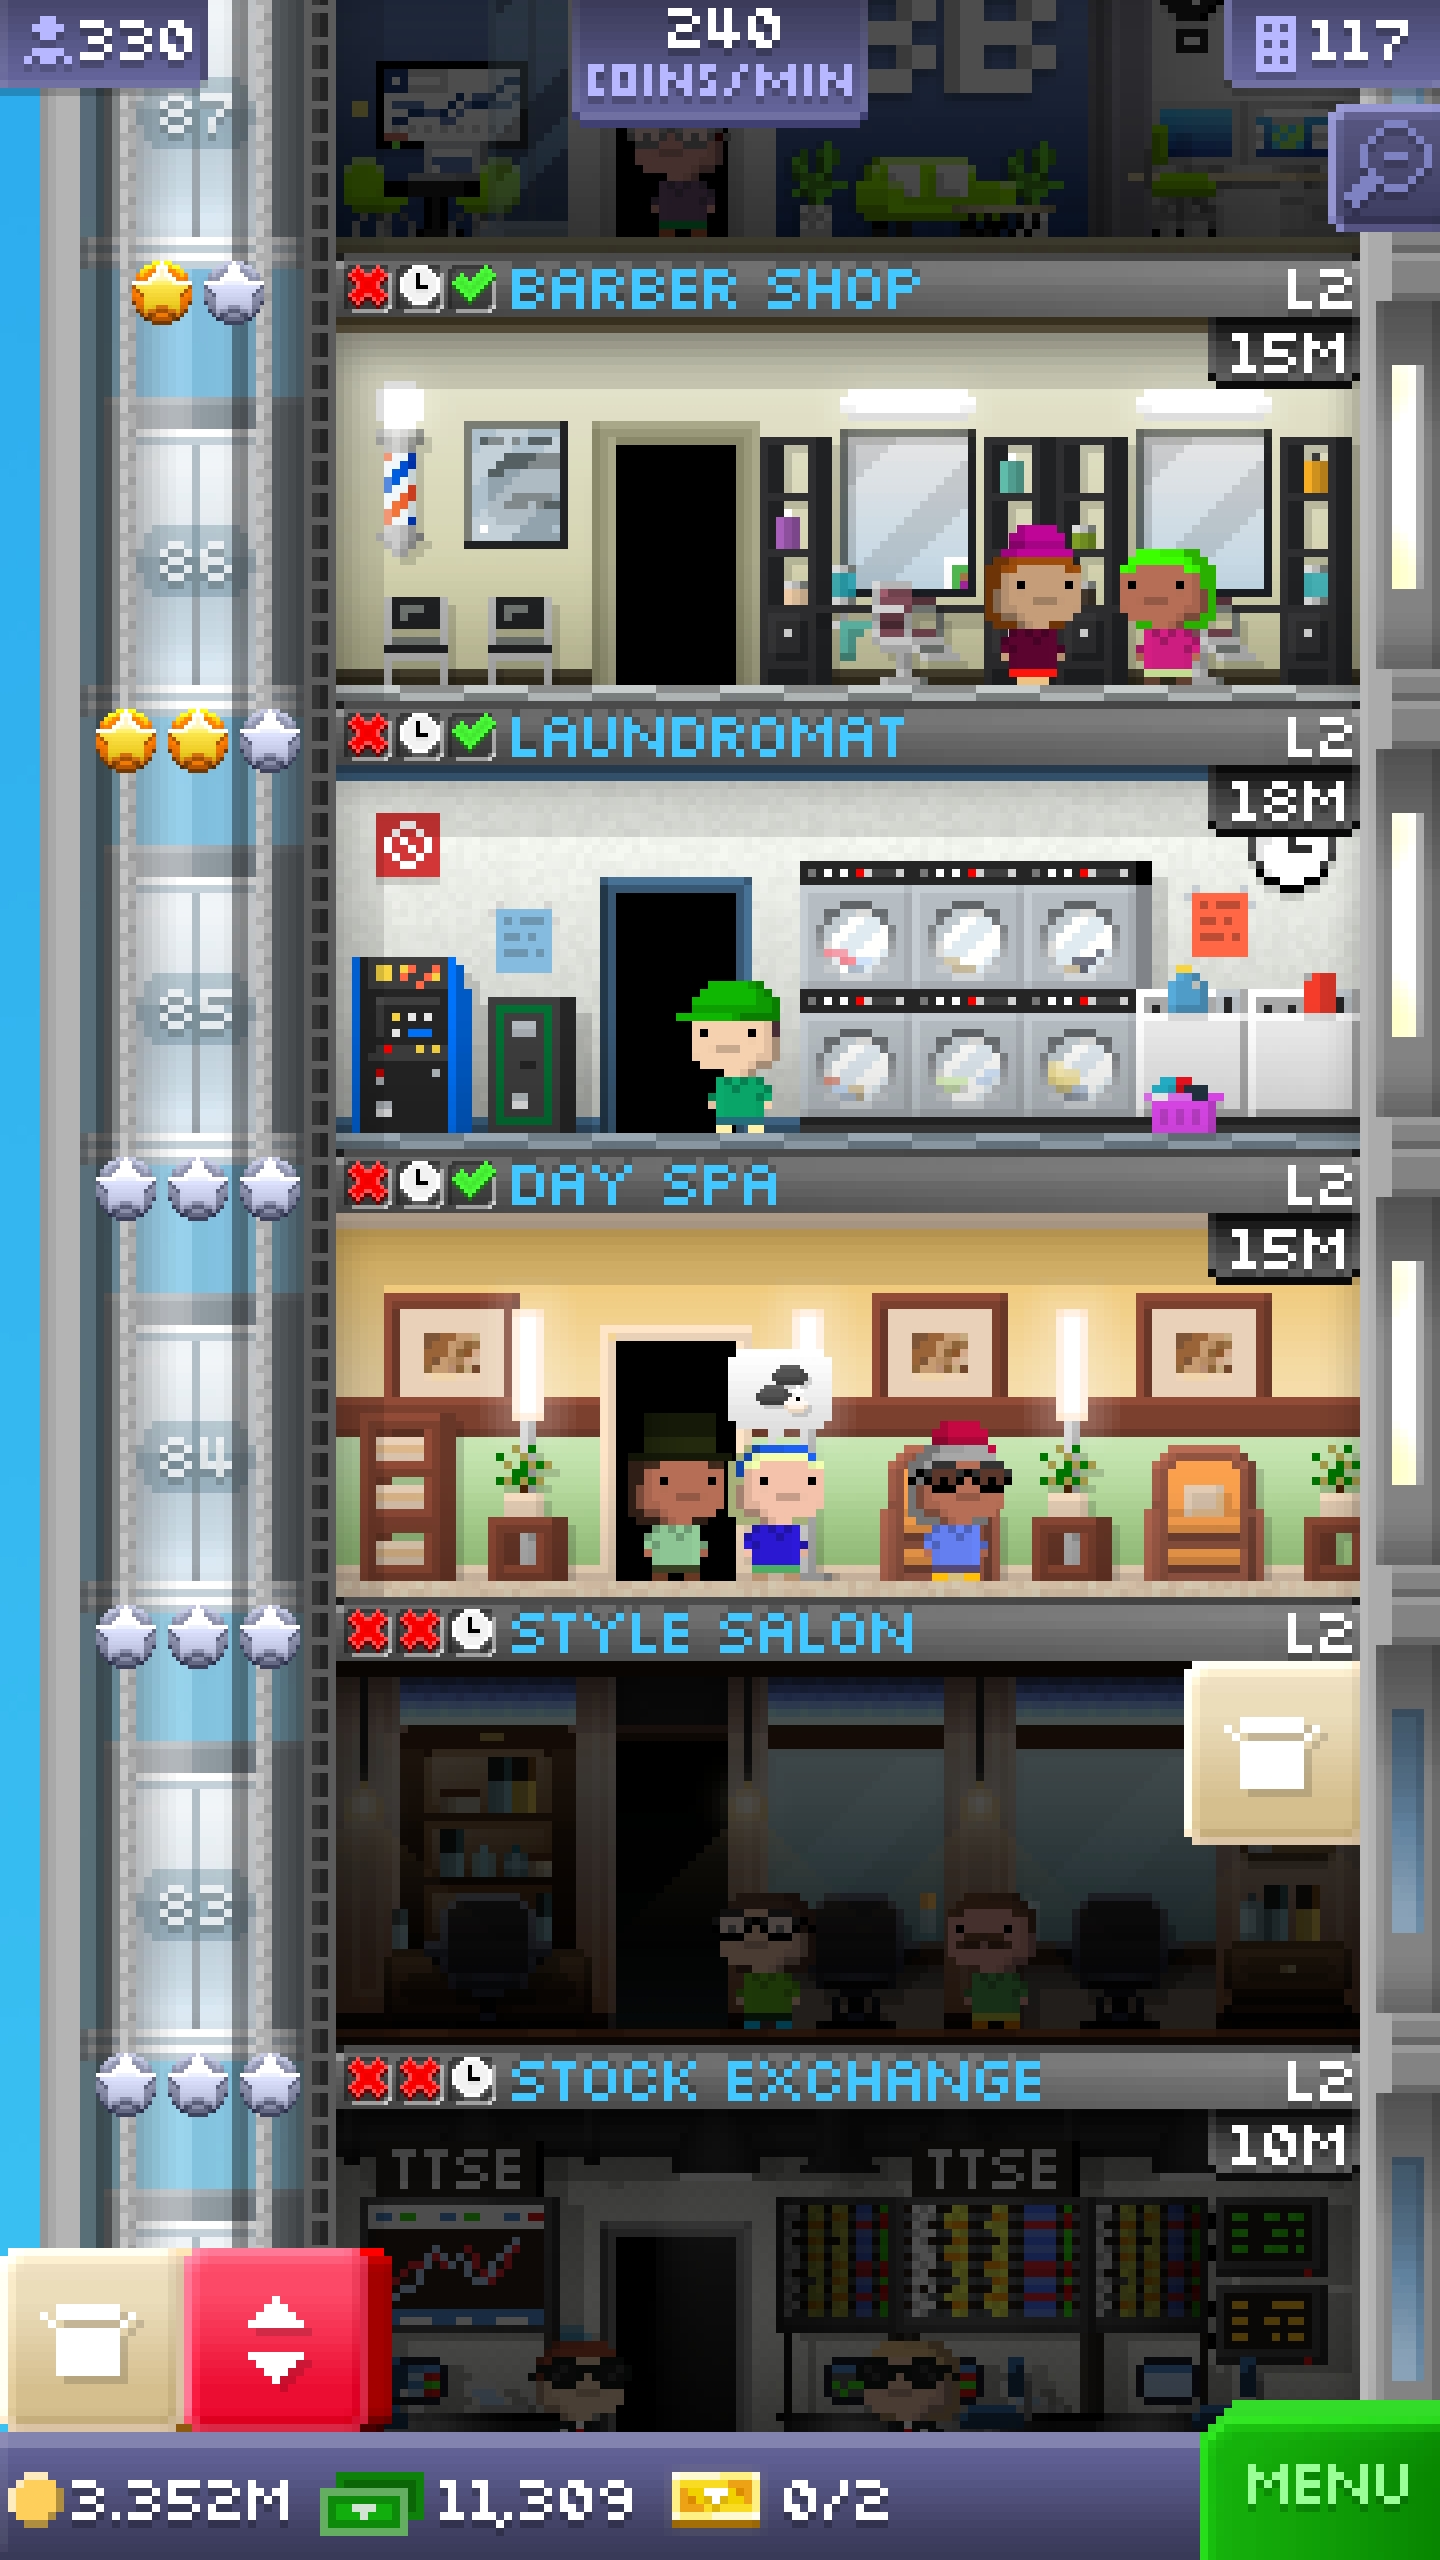 330
240
COINS/MIN
117
87
BARBER SHOP L2
15M
86
LAUNDROMAT L2
18M
85
DAY SPA L2
15M
84
STYLE SALON L2
83
STOCK EXCHANGE L2
10M
TTSE TTSE
3.352M 11,309 0/2
MENU